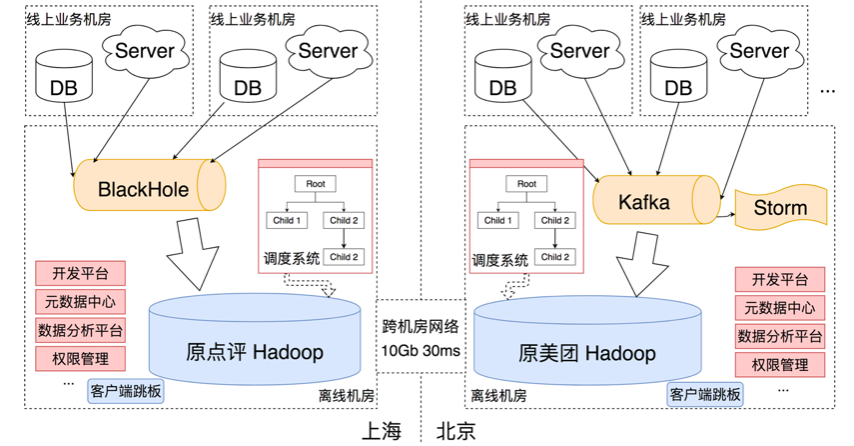 线上业务机房
DB
Server
线上业务机房
DB
Server
BlackHole
Root
Child 1
Child 2
Child 2
调度系统
开发平台
元数据中心
数据分析平台
权限管理
...
客户端跳板
原点评 Hadoop
离线机房
上海
跨机房网络
10Gb 30ms
线上业务机房
DB
Server
线上业务机房
DB
Server
...
Kafka
Storm
Root
Child 1
Child 2
Child 2
调度系统
开发平台
元数据中心
数据分析平台
权限管理
...
客户端跳板
原美团 Hadoop
离线机房
北京